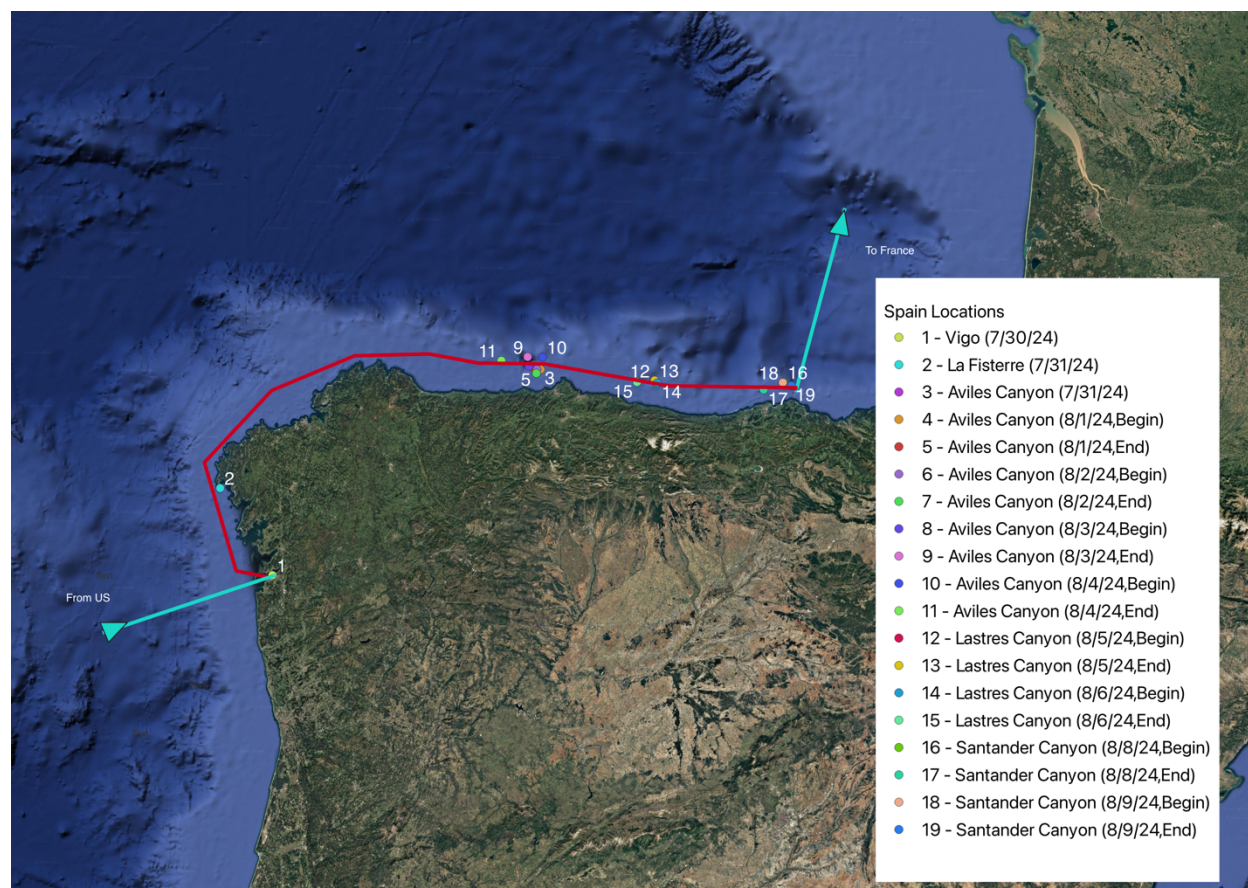 To France
11
9
10
5
3
12
13
15
14
18
16
17
19
2
1
From US
Spain Locations
1 - Vigo (7/30/24)
2 - La Fisterre (7/31/24)
3 - Aviles Canyon (7/31/24)
4 - Aviles Canyon (8/1/24,Begin)
5 - Aviles Canyon (8/1/24,End)
6 - Aviles Canyon (8/2/24,Begin)
7 - Aviles Canyon (8/2/24,End)
8 - Aviles Canyon (8/3/24,Begin)
9 - Aviles Canyon (8/3/24,End)
10 - Aviles Canyon (8/4/24,Begin)
11 - Aviles Canyon (8/4/24,End)
12 - Lastres Canyon (8/5/24,Begin)
13 - Lastres Canyon (8/5/24,End)
14 - Lastres Canyon (8/6/24,Begin)
15 - Lastres Canyon (8/6/24,End)
16 - Santander Canyon (8/8/24,Begin)
17 - Santander Canyon (8/8/24,End)
18 - Santander Canyon (8/9/24,Begin)
19 - Santander Canyon (8/9/24,End)